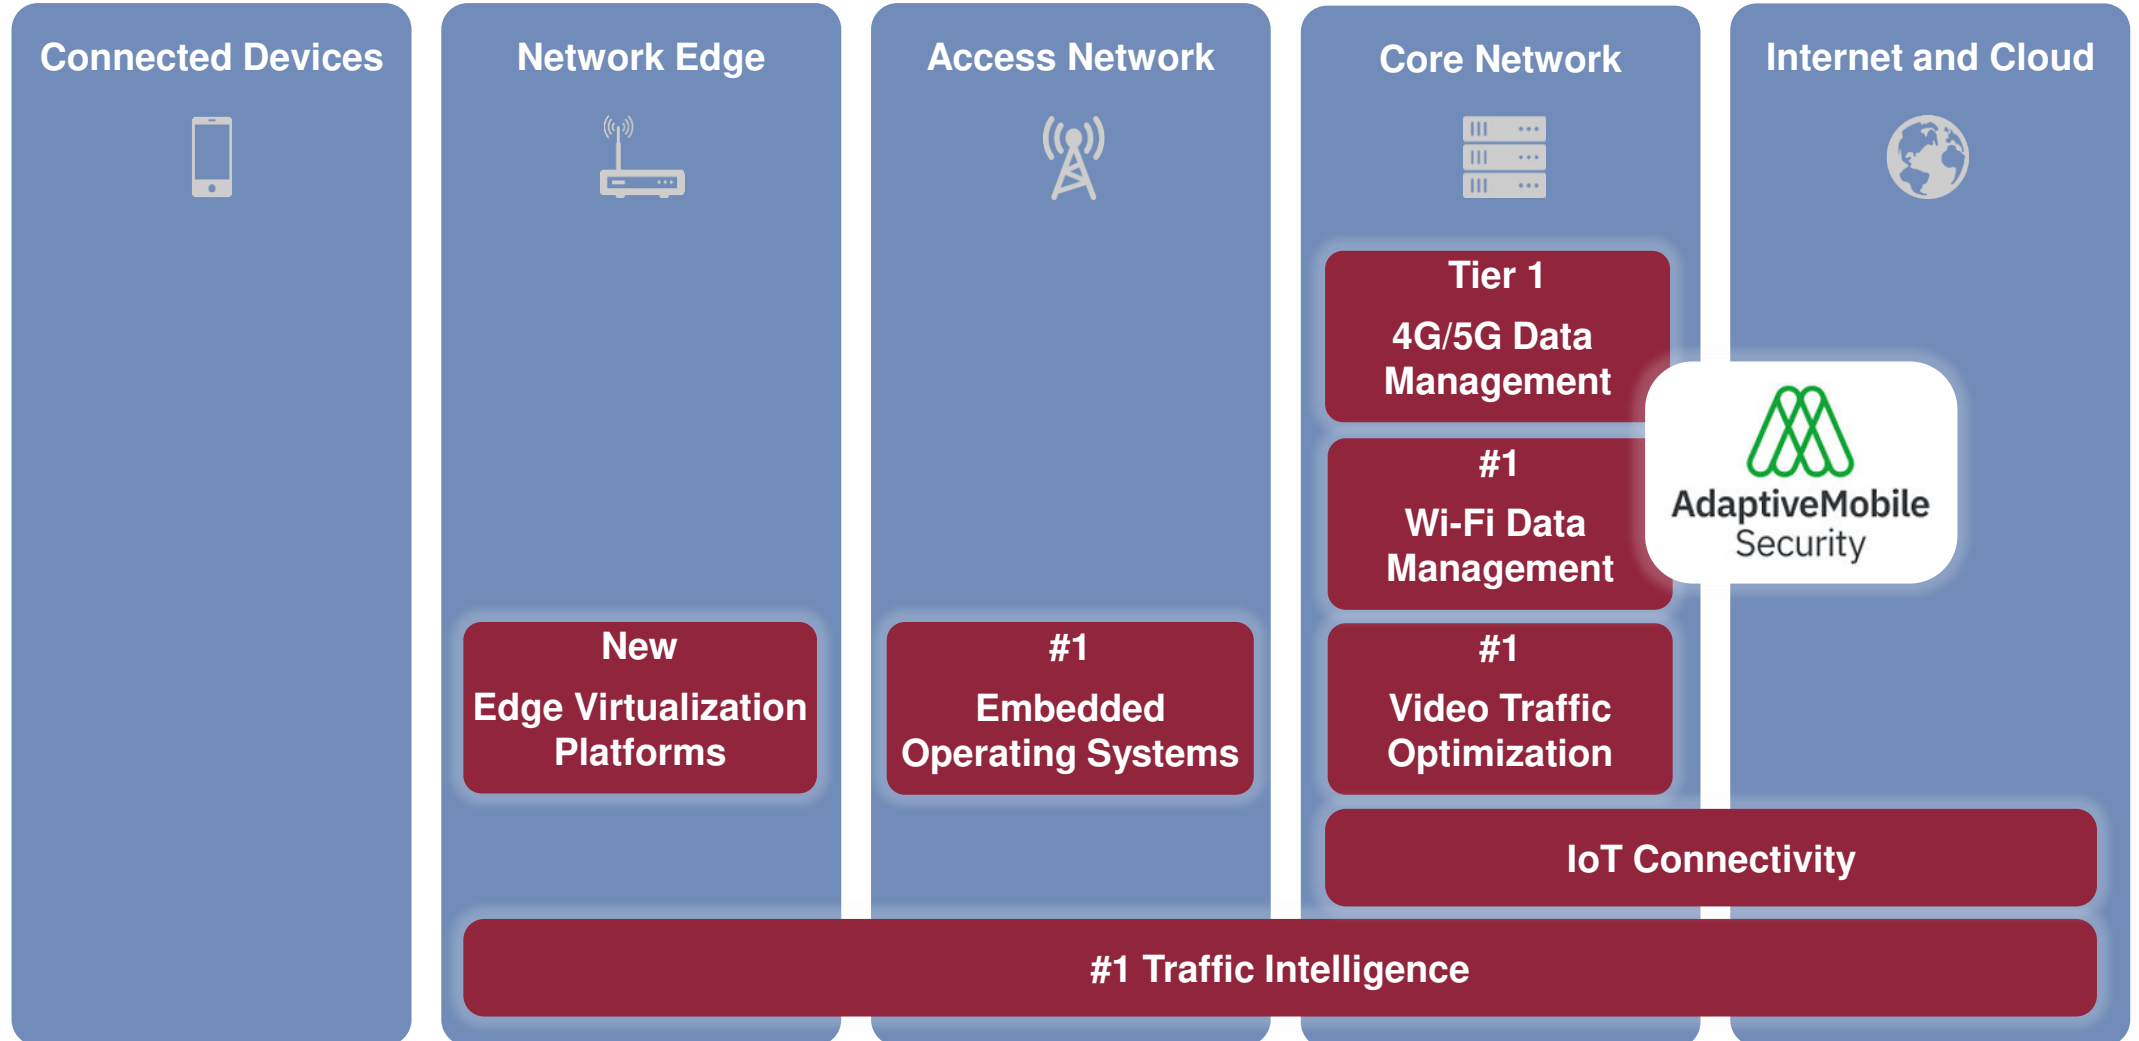 Connected Devices
Network Edge
Access Network
Core Network
Internet and Cloud
Tier 1
4G/5G Data
Management
#1
Wi-Fi Data
Management
AdaptiveMobile
Security
New
Edge Virtualization
Platforms
#1
Embedded
Operating Systems
#1
Video Traffic
Optimization
IoT Connectivity
#1 Traffic Intelligence